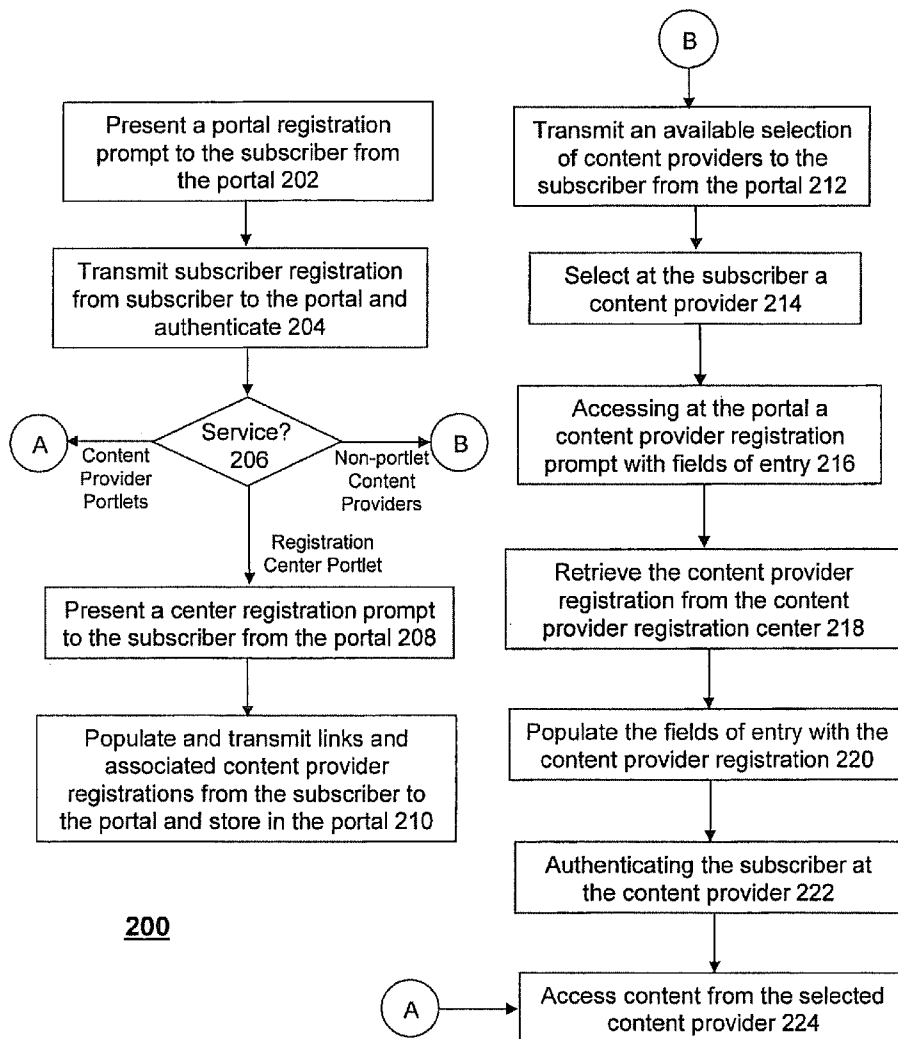 Present a portal registration
prompt to the subscriber from
the portal 202
Transmit subscriber registration
from subscriber to the portal and
authenticate 204
Service?
206
A
Content
Provider
Portlets
Non-portlet
Content
Providers
B
Registration
Center Portlet
Present a center registration prompt
to the subscriber from the portal 208
Populate and transmit links and
associated content provider
registrations from the subscriber to
the portal and store in the portal 210
200
B
Transmit an available selection
of content providers to the
subscriber from the portal 212
Select at the subscriber a
content provider 214
Accessing at the portal a
content provider registration
prompt with fields of entry 216
Retrieve the content provider
registration from the content
provider registration center 218
Populate the fields of entry with the
content provider registration 220
Authenticating the subscriber at
the content provider 222
A
Access content from the selected
content provider 224